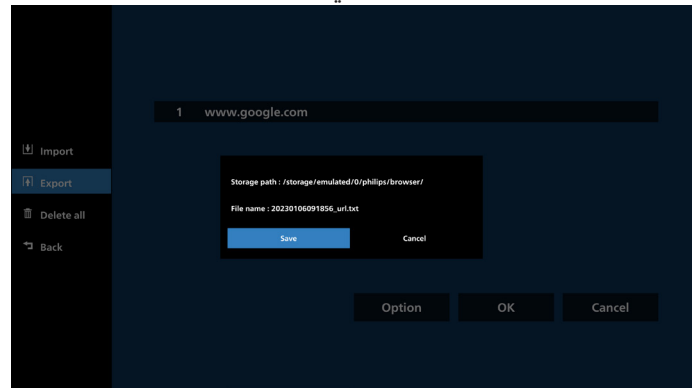 1 www.google.com
Import
Export
Delete all
Back
Storage path : /storage/emulated/0/philips/browser/
File name : 20230106091856_url.txt
Save Cancel
Option OK Cancel